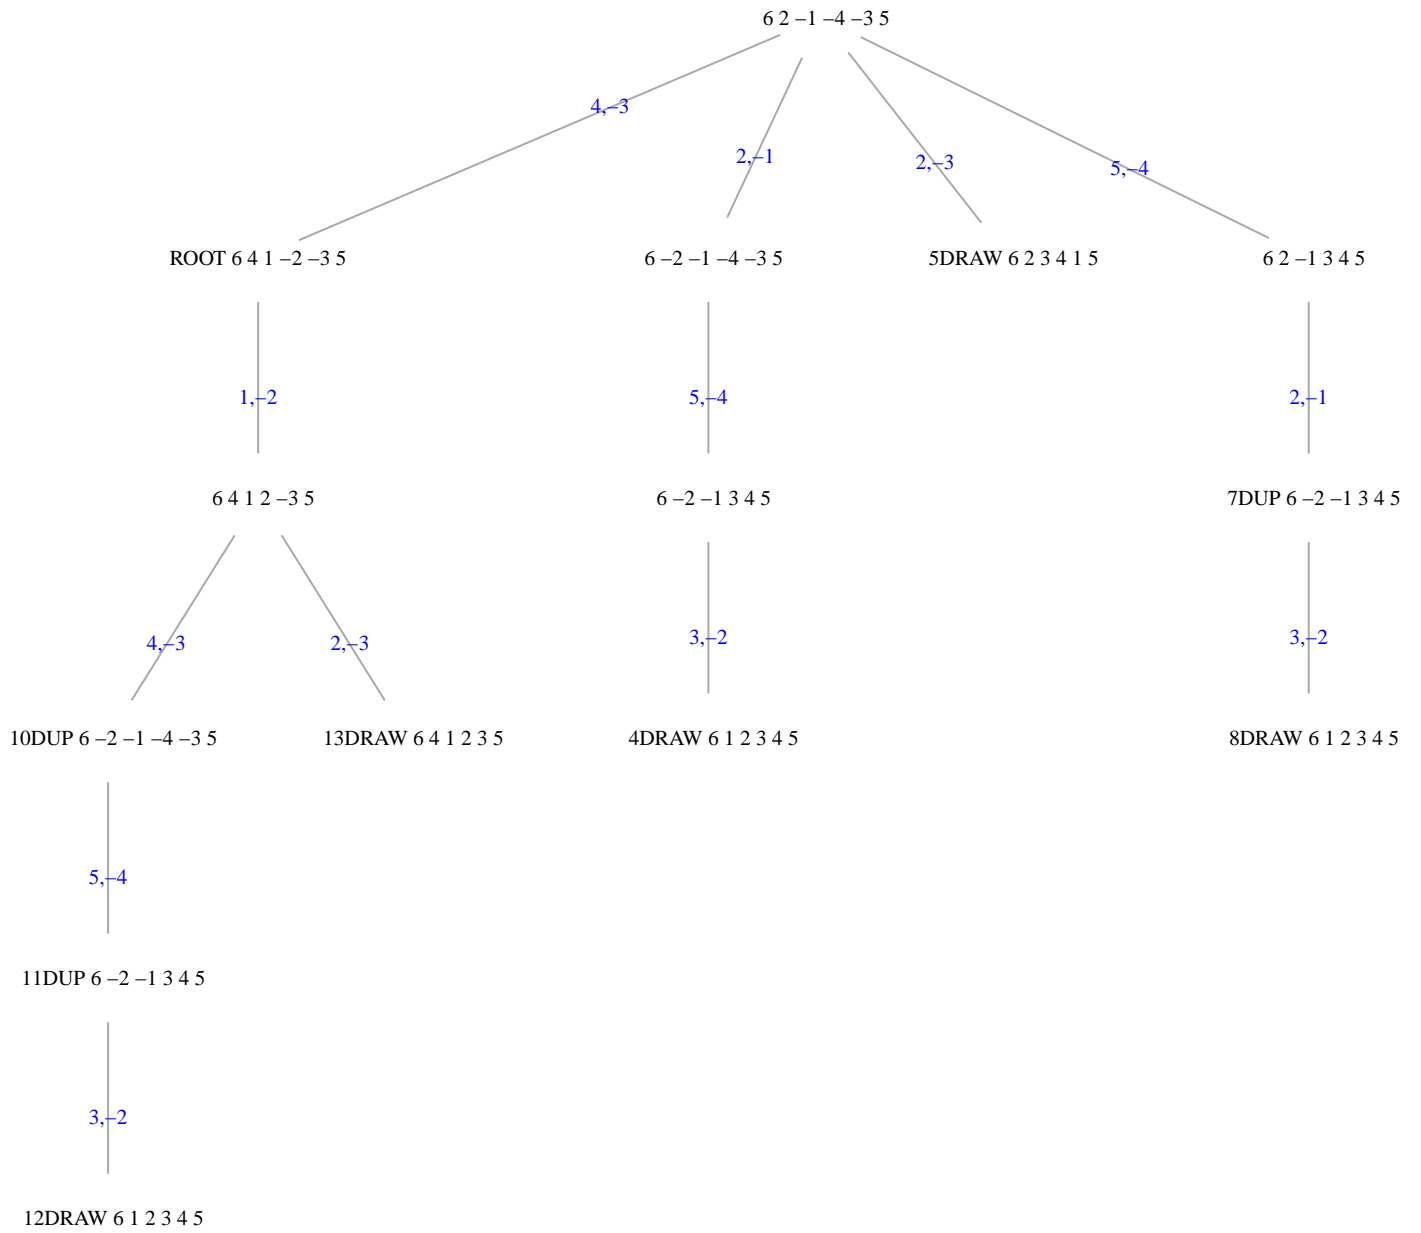 6 2 –1 –4 –3 5
4,–3
2,–1
2,–3
5,–4
ROOT 6 4 1 –2 –3 5
6 –2 –1 –4 –3 5
5DRAW 6 2 3 4 1 5
6 2 –1 3 4 5
1,–2
5,–4
2,–1
6 4 1 2 –3 5
6 –2 –1 3 4 5
7DUP 6 –2 –1 3 4 5
4,–3
2,–3
3,–2
3,–2
10DUP 6 –2 –1 –4 –3 5
13DRAW 6 4 1 2 3 5
4DRAW 6 1 2 3 4 5
8DRAW 6 1 2 3 4 5
5,–4
11DUP 6 –2 –1 3 4 5
3,–2
12DRAW 6 1 2 3 4 5